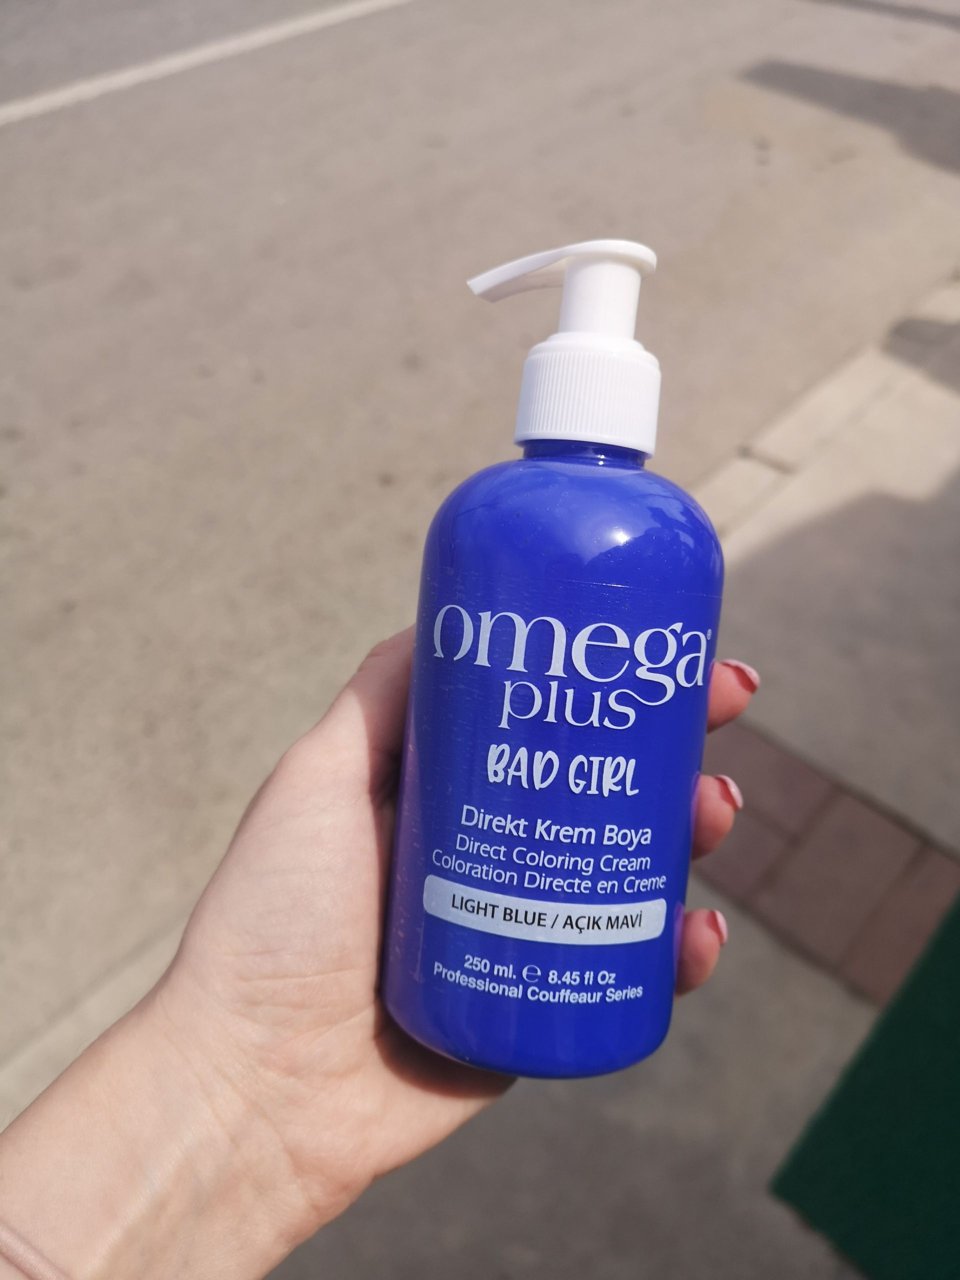 omega®
plus
BAD GIRL
Direkt Krem Boya
Direct Coloring Cream
Coloration Directe en Creme
LIGHT BLUE / AÇIK MAVİ
250 ml. ℮ 8.45 fl Oz
Professional Couffeaur Series